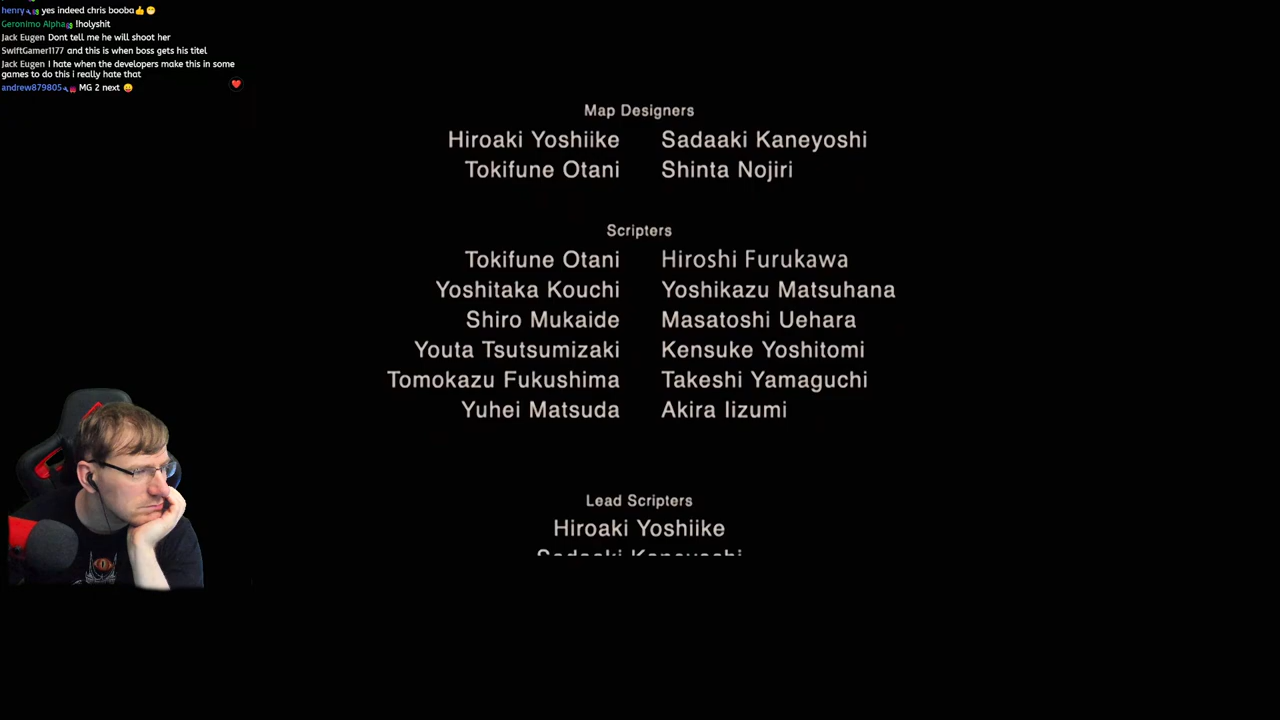 henry yes indeed chris booba👍😁
Geronimo Alpha !holyshit
Jack Eugen Dont tell me he will shoot her
SwiftGamer1177 and this is when boss gets his titel
Jack Eugen I hate when the developers make this in some
games to do this i really hate that
andrew879805 MG 2 next 😛
Map Designers
Hiroaki Yoshiike Sadaaki Kaneyoshi
Tokifune Otani Shinta Nojiri
Scripters
Tokifune Otani Hiroshi Furukawa
Yoshitaka Kouchi Yoshikazu Matsuhana
Shiro Mukaide Masatoshi Uehara
Youta Tsutsumizaki Kensuke Yoshitomi
Tomokazu Fukushima Takeshi Yamaguchi
Yuhei Matsuda Akira Iizumi
Lead Scripters
Hiroaki Yoshiike
Sadaaki Kaneyoshi